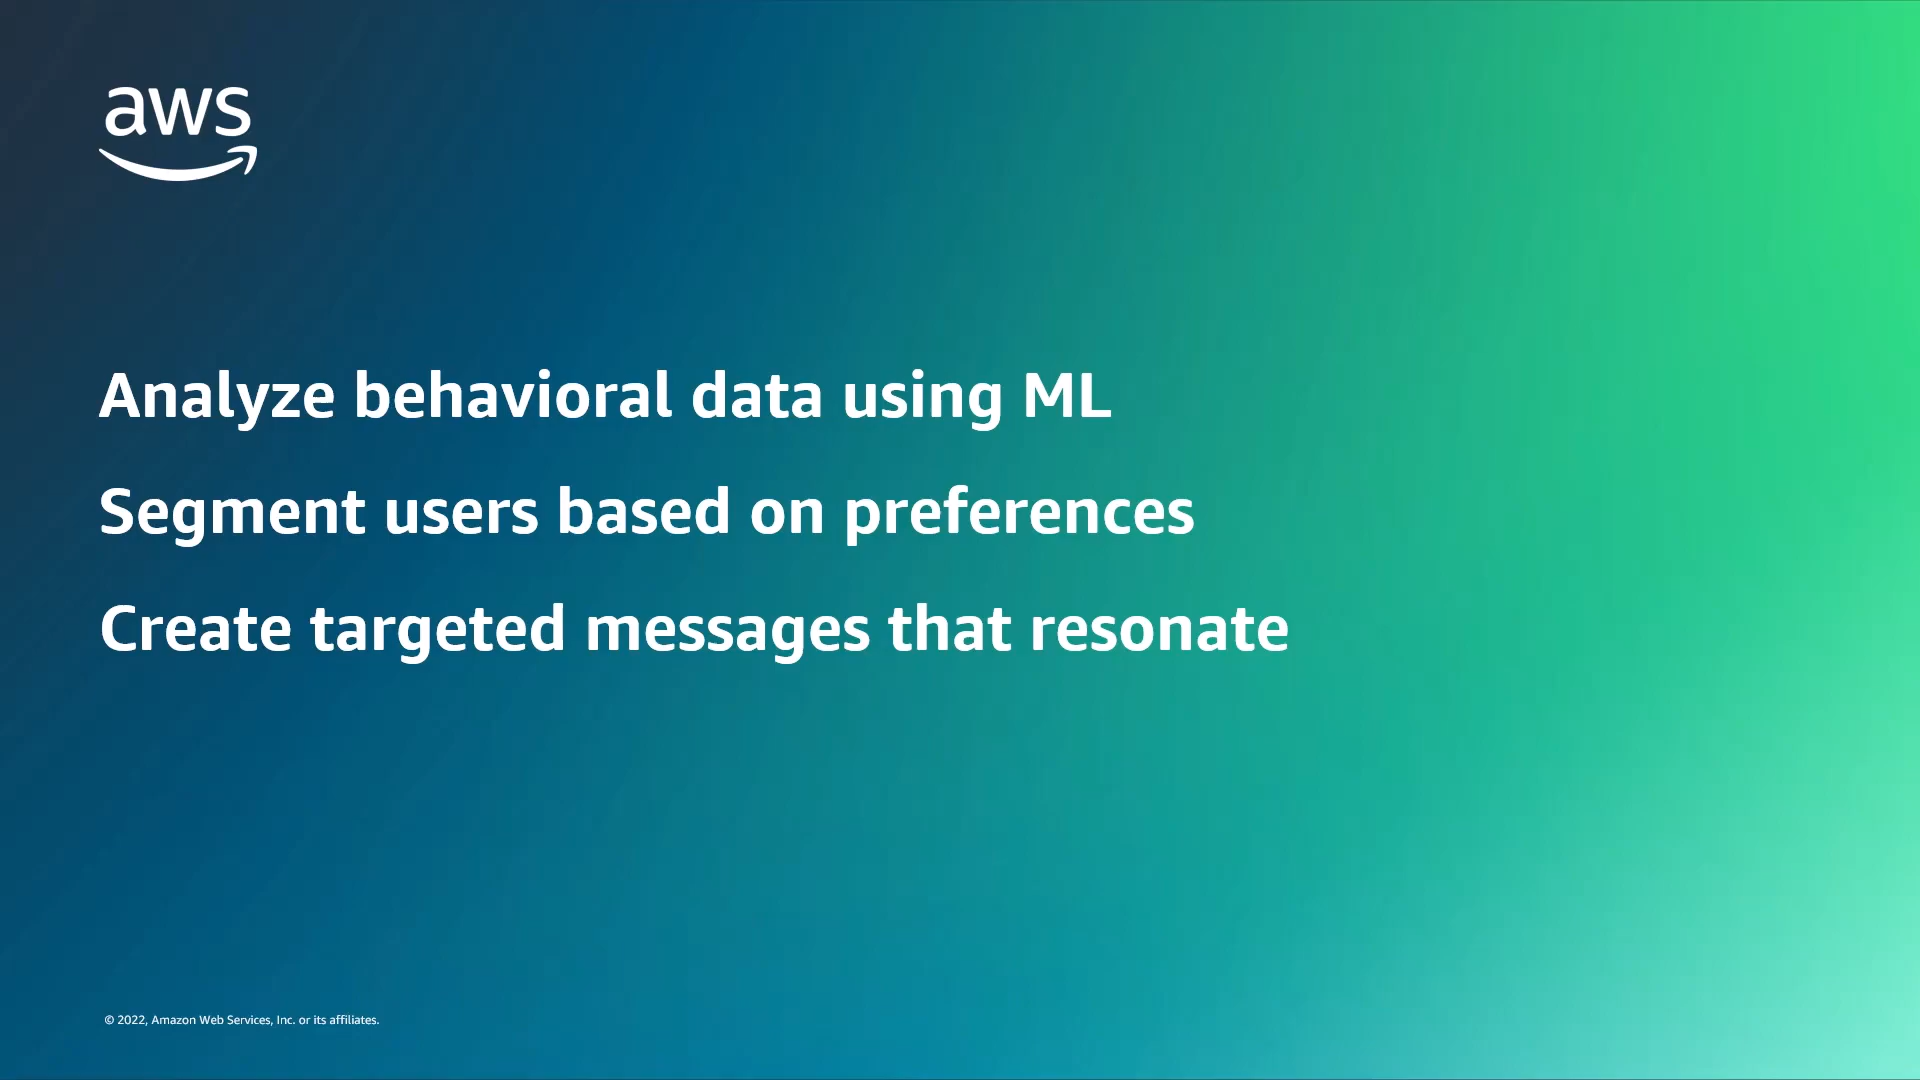 aws
Analyze behavioral data using ML
Segment users based on preferences
Create targeted messages that resonate
© 2022, Amazon Web Services, Inc. or its affiliates.